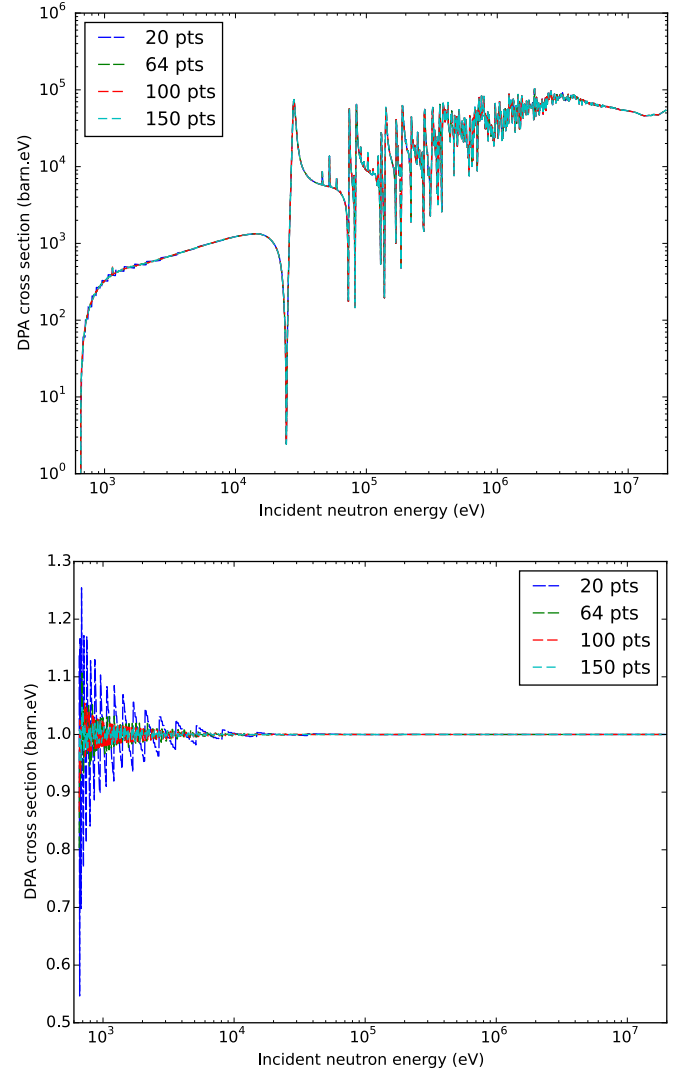 10^6
10^5
10^4
10^3
10^2
10^1
10^0
DPA cross section (barn.eV)
20 pts
64 pts
100 pts
150 pts
10^3 10^4 10^5 10^6 10^7
Incident neutron energy (eV)
1.3
1.2
1.1
1.0
0.9
0.8
0.7
0.6
0.5
DPA cross section (barn.eV)
20 pts
64 pts
100 pts
150 pts
10^3 10^4 10^5 10^6 10^7
Incident neutron energy (eV)